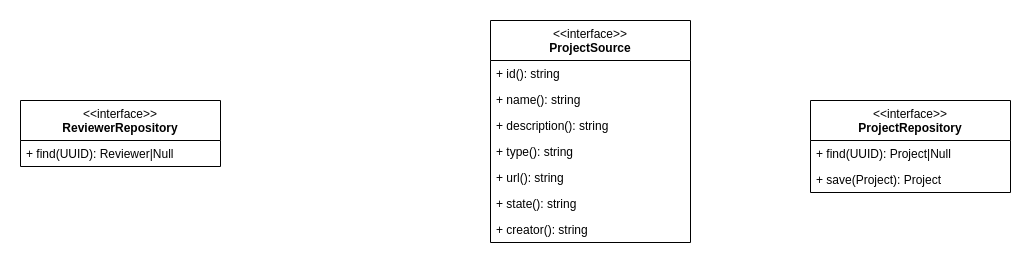 <<interface>>
ReviewerRepository
+ find(UUID): Reviewer|Null
<<interface>>
ProjectSource
+ id(): string
+ name(): string
+ description(): string
+ type(): string
+ url(): string
+ state(): string
+ creator(): string
<<interface>>
ProjectRepository
+ find(UUID): Project|Null
+ save(Project): Project